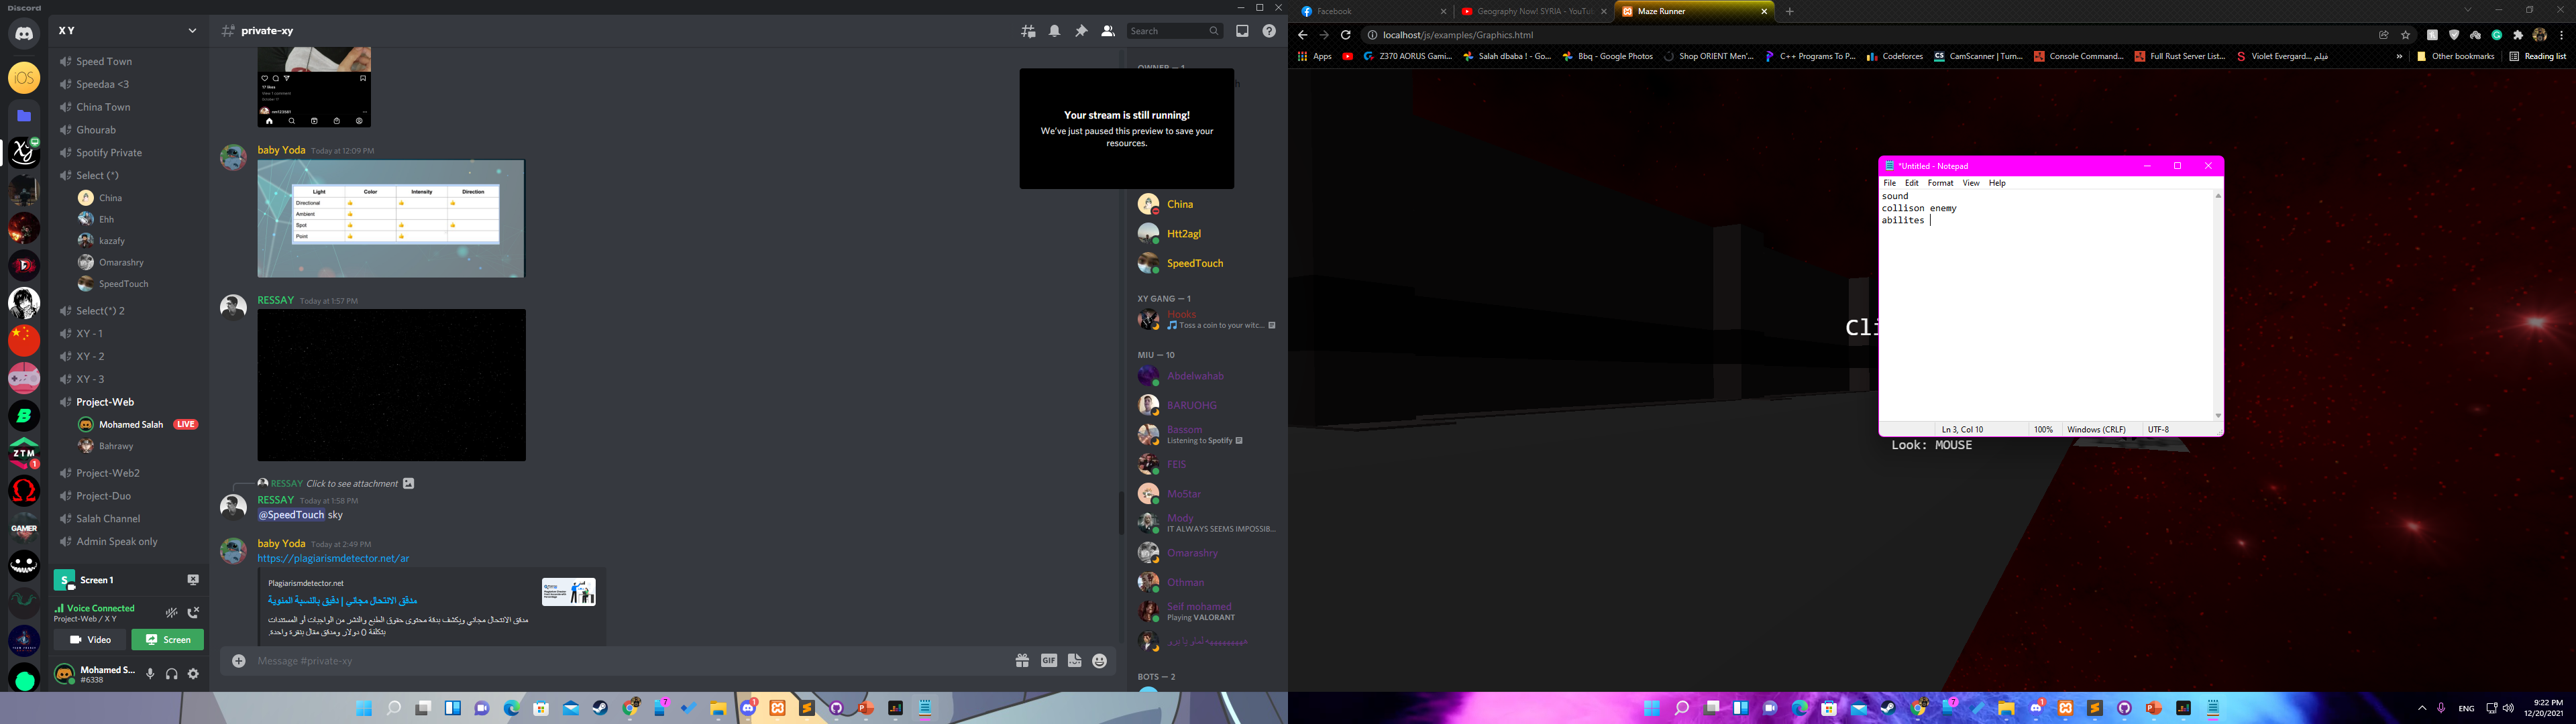 Discord
X Y
Speed Town
Speedaa <3
China Town
Ghourab
Spotify Private
Select (*)
China
Ehh
kazafy
Omarashry
SpeedTouch
Select(*) 2
XY - 1
XY - 2
XY - 3
Project-Web
Mohamed Salah LIVE
Bahrawy
Project-Web2
Project-Duo
Salah Channel
Admin Speak only
iOS
ZTM
1
GAMER
S
Screen 1
Voice Connected
Project-Web / X Y
Video
Screen
Mohamed S...
#6338
private-xy
Search
17 likes
View 1 comment
baby Yoda Today at 12:09 PM
Light Color Intensity Direction
Directional
Ambient
Spot
Point
RESSAY Today at 1:57 PM
RESSAY Click to see attachment
RESSAY Today at 1:58 PM
@SpeedTouch sky
baby Yoda Today at 2:49 PM
https://plagiarismdetector.net/ar
Plagiarismdetector.net
مدقق الانتحال مجاني | دقيق بالنسبة المئوية
مدقق الانتحال مجاني ويكشف بدقة محتوى حقوق الطبع والنشر من الواجبات أو المستندات
بتكلفة 0 دولار ومدقق مقال بنقرة واحدة.
Message #private-xy
GIF
Your stream is still running!
We've just paused this preview to save your
resources.
OWNER — 1
China
Htt2agl
SpeedTouch
XY GANG — 1
Hooks
Toss a coin to your witc...
MIU — 10
Abdelwahab
BARUOHG
Bassom
Listening to Spotify
FEIS
MoStar
Mody
IT ALWAYS SEEMS IMPOSSIB...
Omarashry
Othman
Seif mohamed
Playing VALORANT
BOTS — 2
Facebook
Geography Now! SYRIA - YouTu
Maze Runner
localhost/js/examples/Graphics.html
Apps
Z370 AORUS Gami...
Salah dbaba ! - Go...
Bbq - Google Photos
Shop ORIENT Men'...
C++ Programs To P...
Codeforces
CamScanner | Turn...
Console Command...
Full Rust Server List...
Violet Evergard... فيلم
»
Other bookmarks
Reading list
Cli
*Untitled - Notepad
File Edit Format View Help
sound
collison enemy
abilites
Ln 3, Col 10
100%
Windows (CRLF)
UTF-8
Look: MOUSE
ENG
9:22 PM
12/20/2021